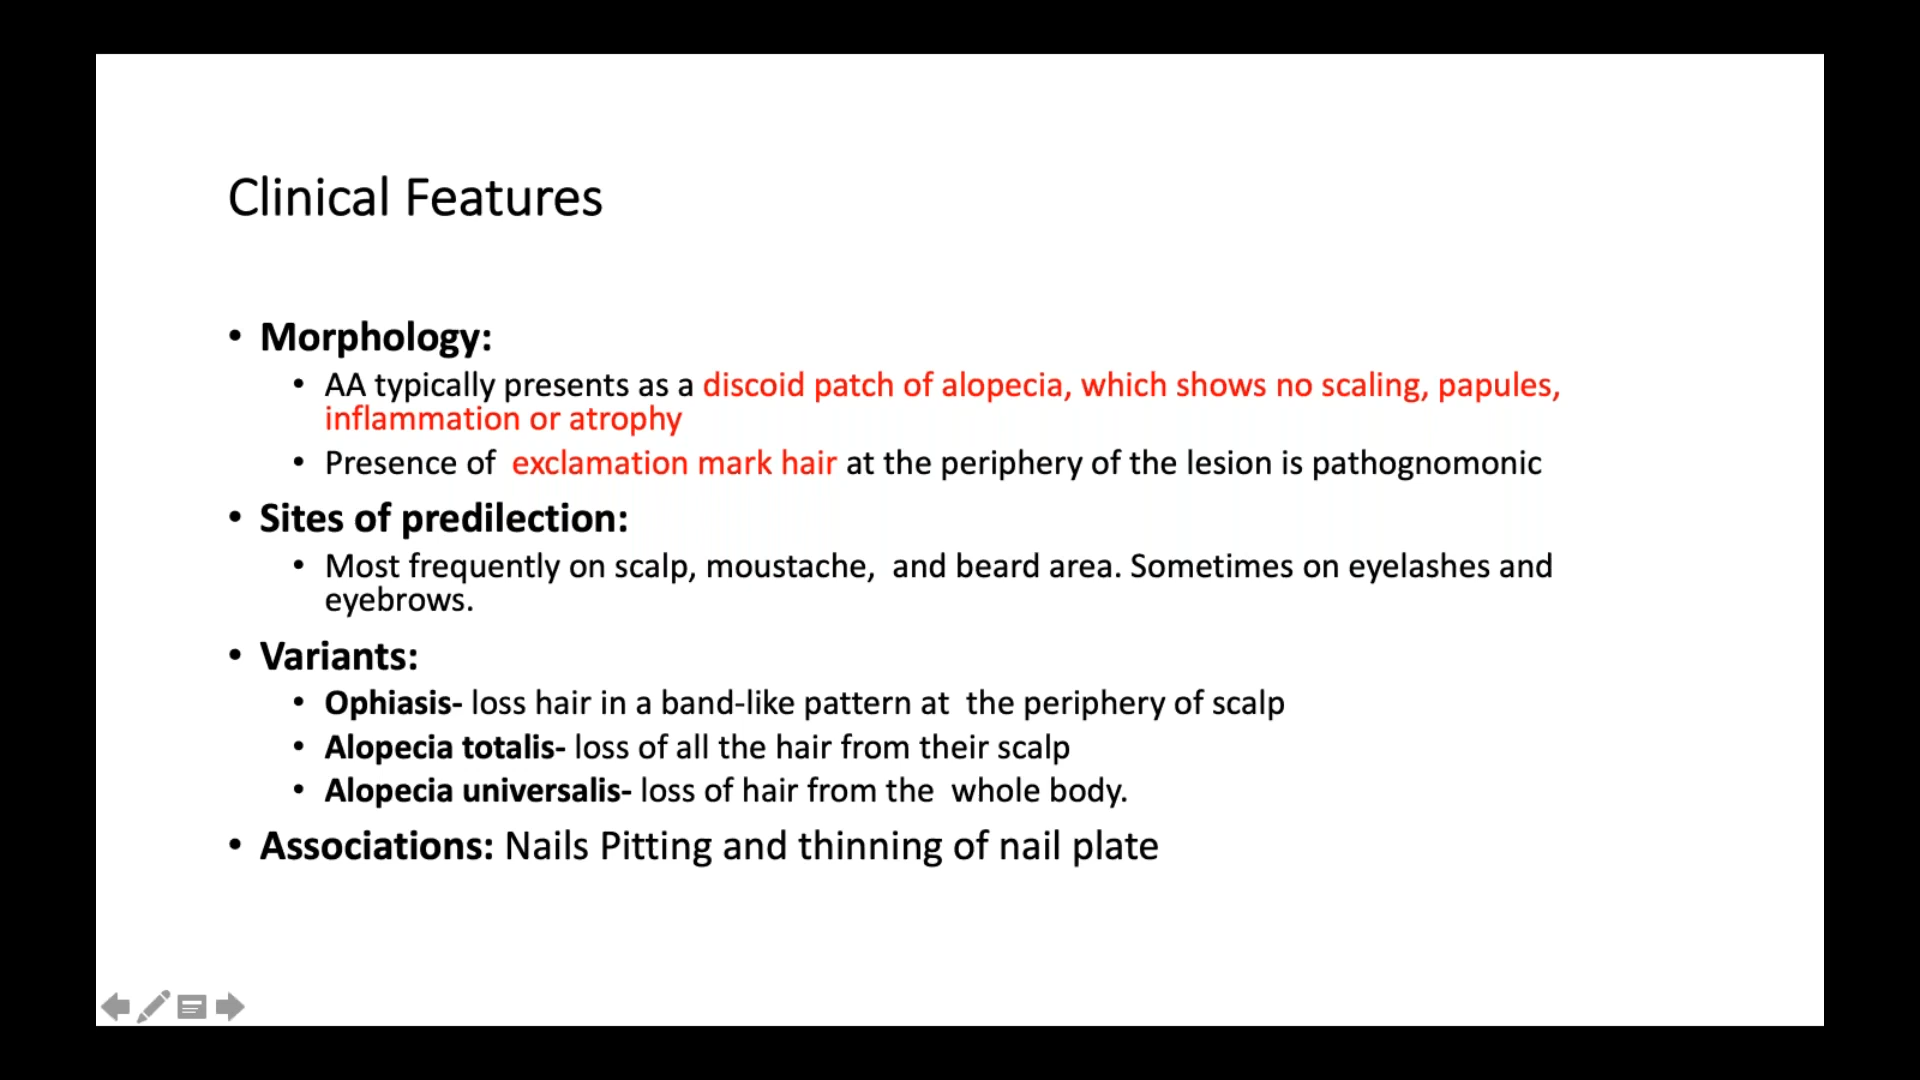 Clinical Features
• Morphology:
• AA typically presents as a discoid patch of alopecia, which shows no scaling, papules,
inflammation or atrophy
• Presence of exclamation mark hair at the periphery of the lesion is pathognomonic
• Sites of predilection:
• Most frequently on scalp, moustache, and beard area. Sometimes on eyelashes and
eyebrows.
• Variants:
• Ophiasis- loss hair in a band-like pattern at the periphery of scalp
• Alopecia totalis- loss of all the hair from their scalp
• Alopecia universalis- loss of hair from the whole body.
• Associations: Nails Pitting and thinning of nail plate